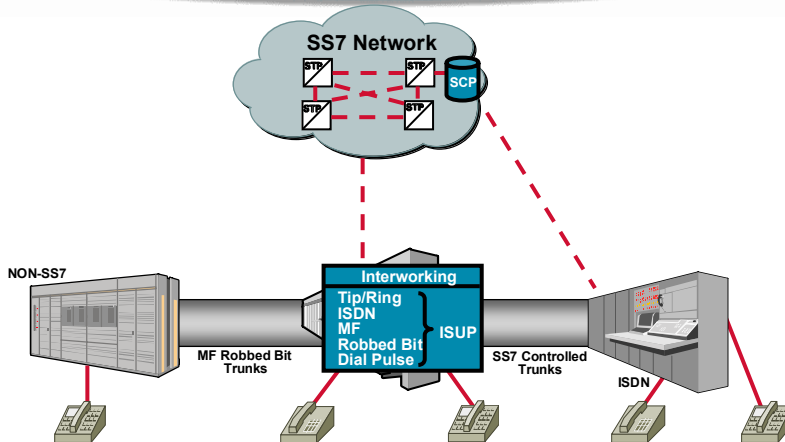 SS7 Network
STP
STP
SCP
STP
STP
NON-SS7
Interworking
Tip/Ring
ISDN
MF
Robbed Bit
Dial Pulse
ISUP
MF Robbed Bit
Trunks
SS7 Controlled
Trunks
ISDN